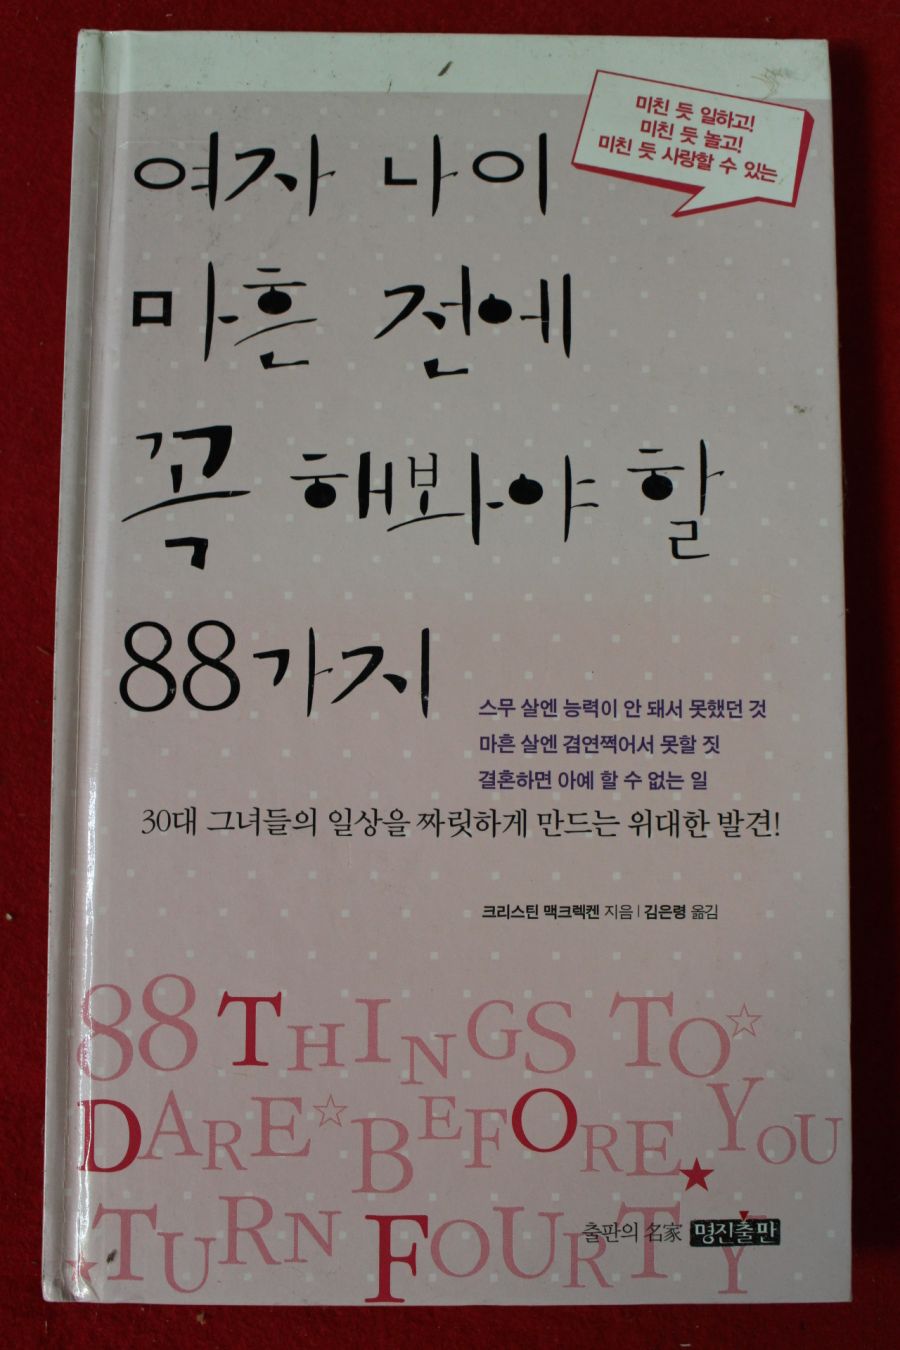 미친 듯 일하고!
미친 듯 놀고!
미친 듯 사랑할 수 있는
여자 나이
마흔 전에
꼭 해봐야 할
88가지
스무 살엔 능력이 안 돼서 못했던 것
마흔 살엔 겸연쩍어서 못할 짓
결혼하면 아예 할 수 없는 일
30대 그녀들의 일상을 짜릿하게 만드는 위대한 발견!
크리스틴 맥크렉켄 지음 | 김은령 옮김
88 THINGS TO
DARE BEFORE YOU
TURN FOURTY
출판의 名家 명진출판